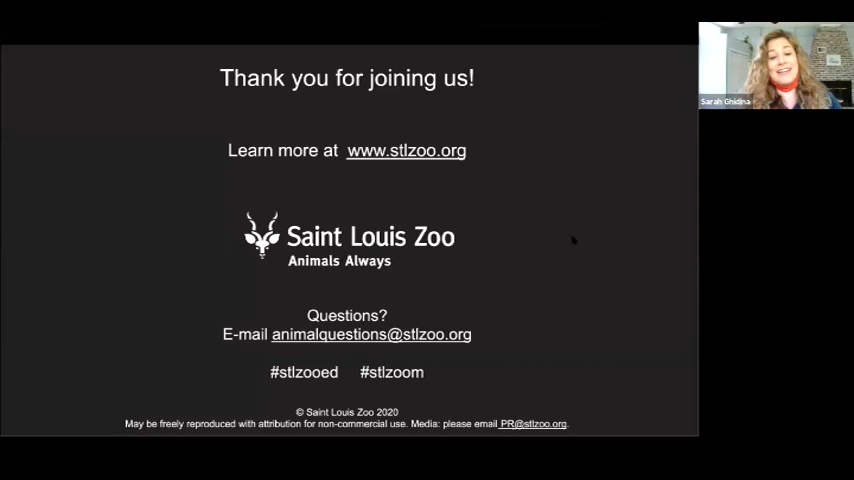 Thank you for joining us!
Learn more at www.stlzoo.org
Saint Louis Zoo
Animals Always
Questions?
E-mail animalquestions@stlzoo.org
#stlzooed #stlzoom
© Saint Louis Zoo 2020
May be freely reproduced with attribution for non-commercial use. Media: please email PR@stlzoo.org.
Sarah Ghidina